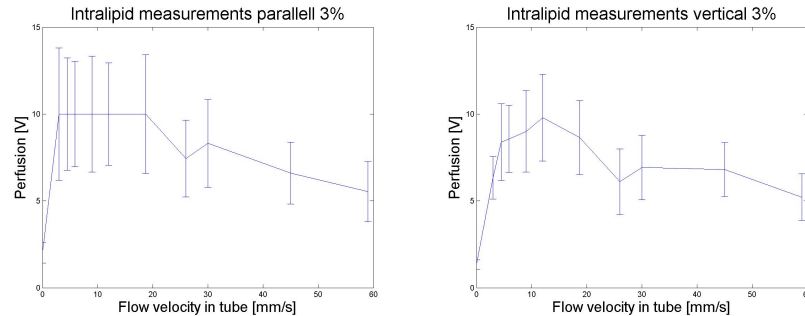 Intralipid measurements parallell 3%
15
10
5
0
Perfusion [V]
0 10 20 30 40 50 60
Flow velocity in tube [mm/s]
Intralipid measurements vertical 3%
15
10
5
0
Perfusion [V]
0 10 20 30 40 50 60
Flow velocity in tube [mm/s]